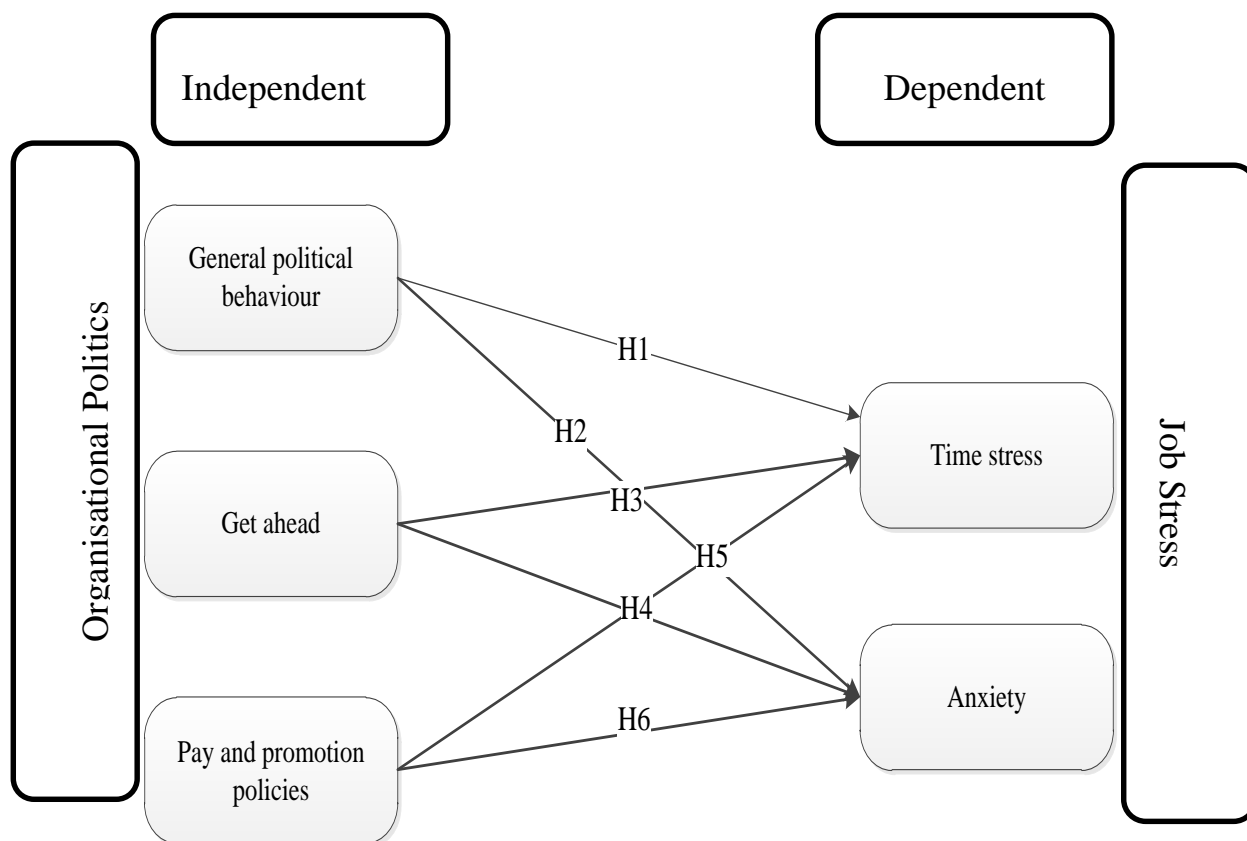 Independent
Dependent
Organisational Politics
General political
behaviour
H1
Time stress
H2
H3
Get ahead
H5
H4
Job Stress
Anxiety
H6
Pay and promotion
policies